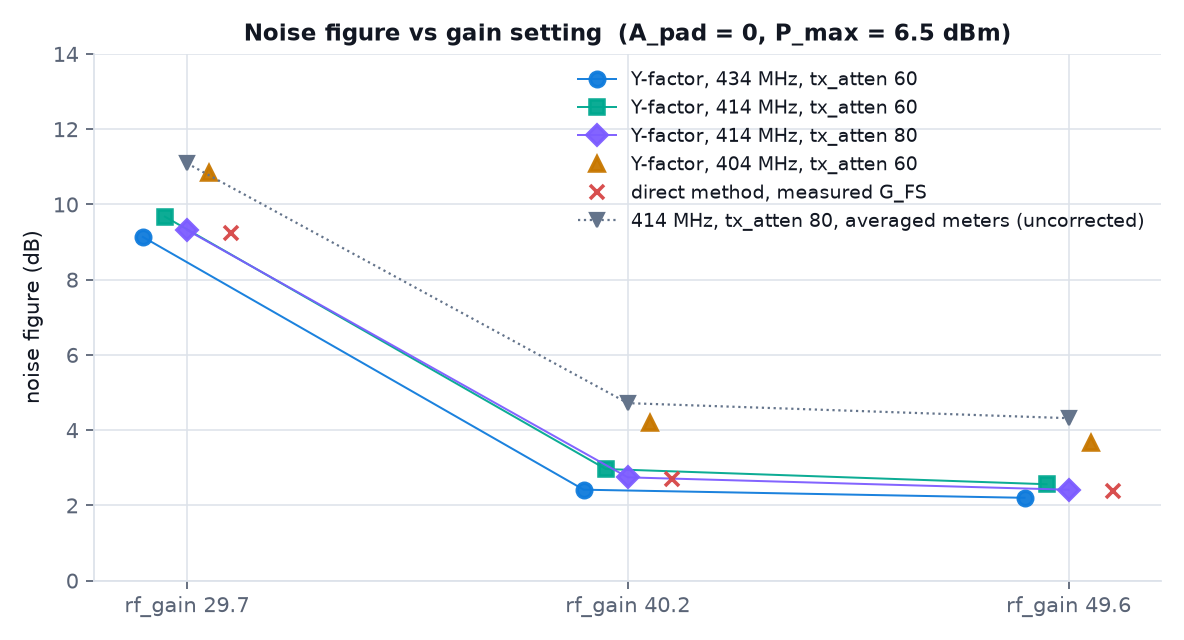 Noise figure vs gain setting  (A_pad = 0, P_max = 6.5 dBm)
14
12
10
8
6
4
2
0
noise figure (dB)
Y-factor, 434 MHz, tx_atten 60
Y-factor, 414 MHz, tx_atten 60
Y-factor, 414 MHz, tx_atten 80
Y-factor, 404 MHz, tx_atten 60
direct method, measured G_FS
414 MHz, tx_atten 80, averaged meters (uncorrected)
rf_gain 29.7
rf_gain 40.2
rf_gain 49.6